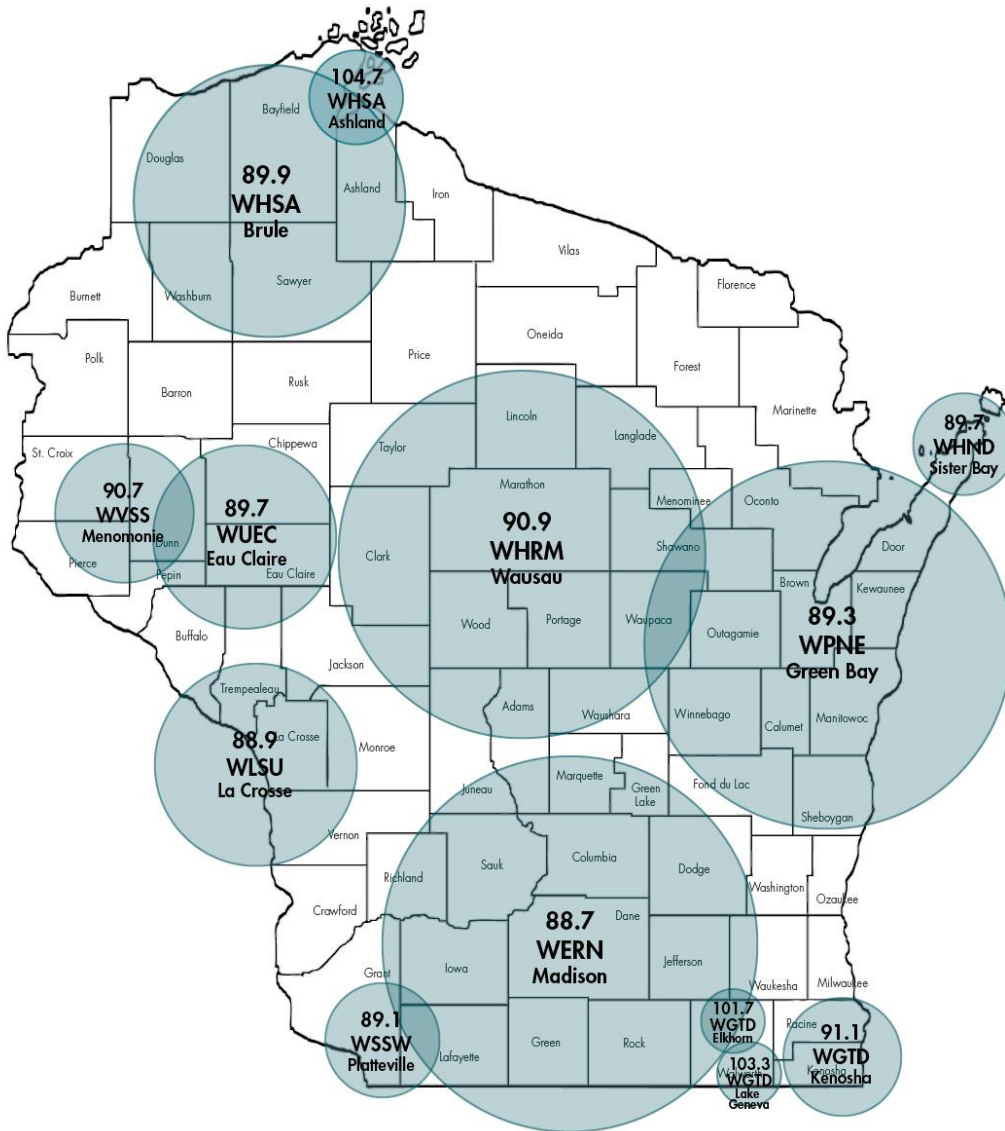 104.7
WHSA
Ashland
Bayfield
Douglas
89.9
WHSA
Brule
Ashland
Iron
Vilas
Burnett
Washburn
Sawyer
Florence
Polk
Price
Oneida
Forest
Barron
Rusk
Marinette
Lincoln
Langlade
Taylor
Chippewa
St. Croix
89.7
WHND
Sister Bay
90.7
WVSS
Menomonie
89.7
WUEC
Eau Claire
Marathon
Menominee
Oconto
90.9
WHRM
Wausau
Dunn
Clark
Shawano
Door
Pierce
Pepin
Eau Claire
Brown
Kewaunee
89.3
WPNE
Green Bay
Buffalo
Wood
Portage
Waupaca
Outagamie
Jackson
Trempealeau
Adams
Waushara
Winnebago
Calumet
Manitowoc
88.9
WLSU
La Crosse
La Crosse
Monroe
Juneau
Marquette
Green
Lake
Fond du Lac
Sheboygan
Vernon
Sauk
Columbia
Dodge
Richland
Washington
Ozaukee
Crawford
88.7
WERN
Madison
Dane
Iowa
Jefferson
Grant
Waukesha
Milwaukee
89.1
WSSW
Platteville
Lafayette
Green
Rock
101.7
WGTD
Elkhorn
Racine
91.1
WGTD
Kenosha
Kenosha
Walworth
103.3
WGTD
Lake
Geneva